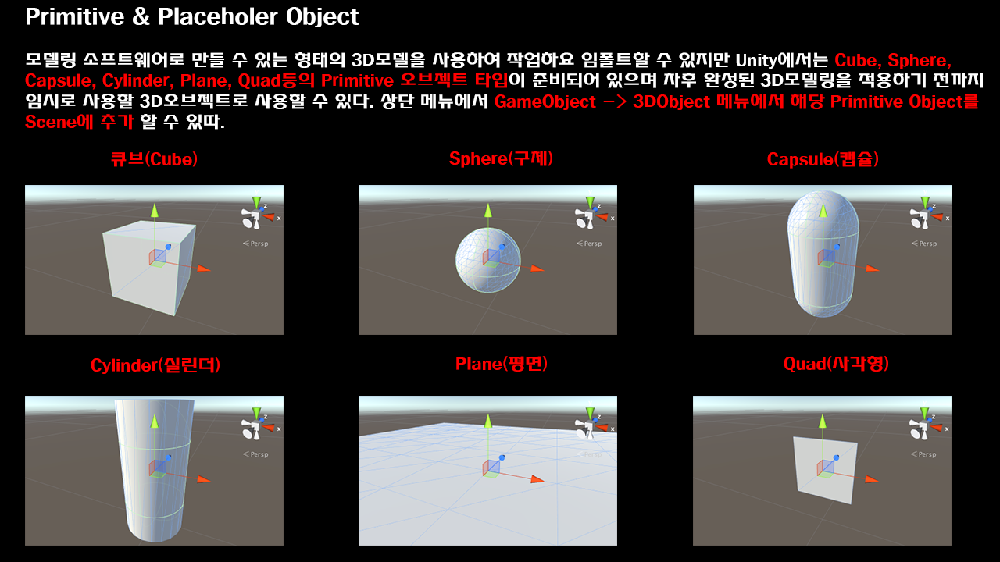 Primitive & Placeholer Object
모델링 소프트웨어로 만들 수 있는 형태의 3D모델을 사용하여 작업하요 임폴트할 수 있지만 Unity에서는 Cube, Sphere,
Capsule, Cylinder, Plane, Quad등의 Primitive 오브젝트 타입이 준비되어 있으며 차후 완성된 3D모델링을 적용하기 전까지
임시로 사용할 3D오브젝트로 사용할 수 있다. 상단 메뉴에서 GameObject -> 3DObject 메뉴에서 해당 Primitive Object를
Scene에 추가 할 수 있따.
큐브(Cube) Sphere(구체) Capsule(캡슐)
z z z
x x x
Persp Persp Persp
Cylinder(실린더) Plane(평면) Quad(사각형)
z z z
x x x
Persp Persp Persp